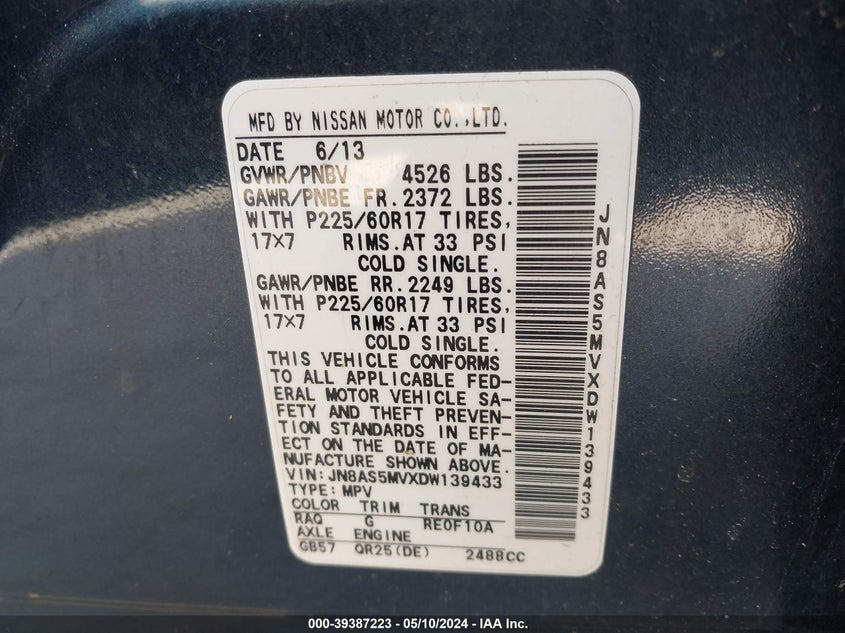 MFD BY NISSAN MOTOR CO.,LTD.
DATE 6/13
GVWR/PNBV 4526 LBS.
GAWR/PNBE FR. 2372 LBS.
WITH P225/60R17 TIRES,
17×7 RIMS.AT 33 PSI
COLD SINGLE.
GAWR/PNBE RR. 2249 LBS.
WITH P225/60R17 TIRES,
17×7 RIMS.AT 33 PSI
COLD SINGLE.
THIS VEHICLE CONFORMS
TO ALL APPLICABLE FED-
ERAL MOTOR VEHICLE SA-
FETY AND THEFT PREVEN-
TION STANDARDS IN EFF-
ECT ON THE DATE OF MA-
NUFACTURE SHOWN ABOVE.
VIN: JN8AS5MVXDW139433
TYPE: MPV
COLOR TRIM TRANS
RAQ G RE0F10A
AXLE ENGINE
GB57 QR25(DE) 2488CC
JN8AS5MVXDW139433
000-39387223 - 05/10/2024 - IAA Inc.